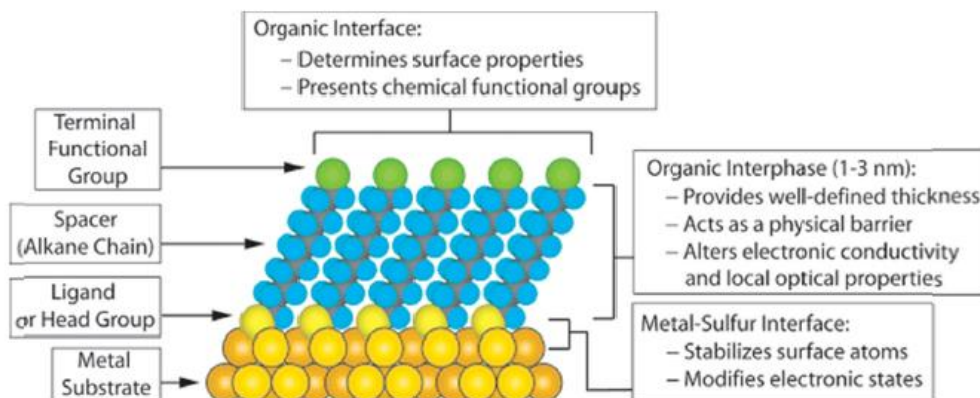 Organic Interface:
– Determines surface properties
– Presents chemical functional groups
Terminal
Functional
Group
Spacer
(Alkane Chain)
Ligand
or Head Group
Metal
Substrate
Organic Interphase (1-3 nm):
– Provides well-defined thickness
– Acts as a physical barrier
– Alters electronic conductivity
and local optical properties
Metal-Sulfur Interface:
– Stabilizes surface atoms
– Modifies electronic states